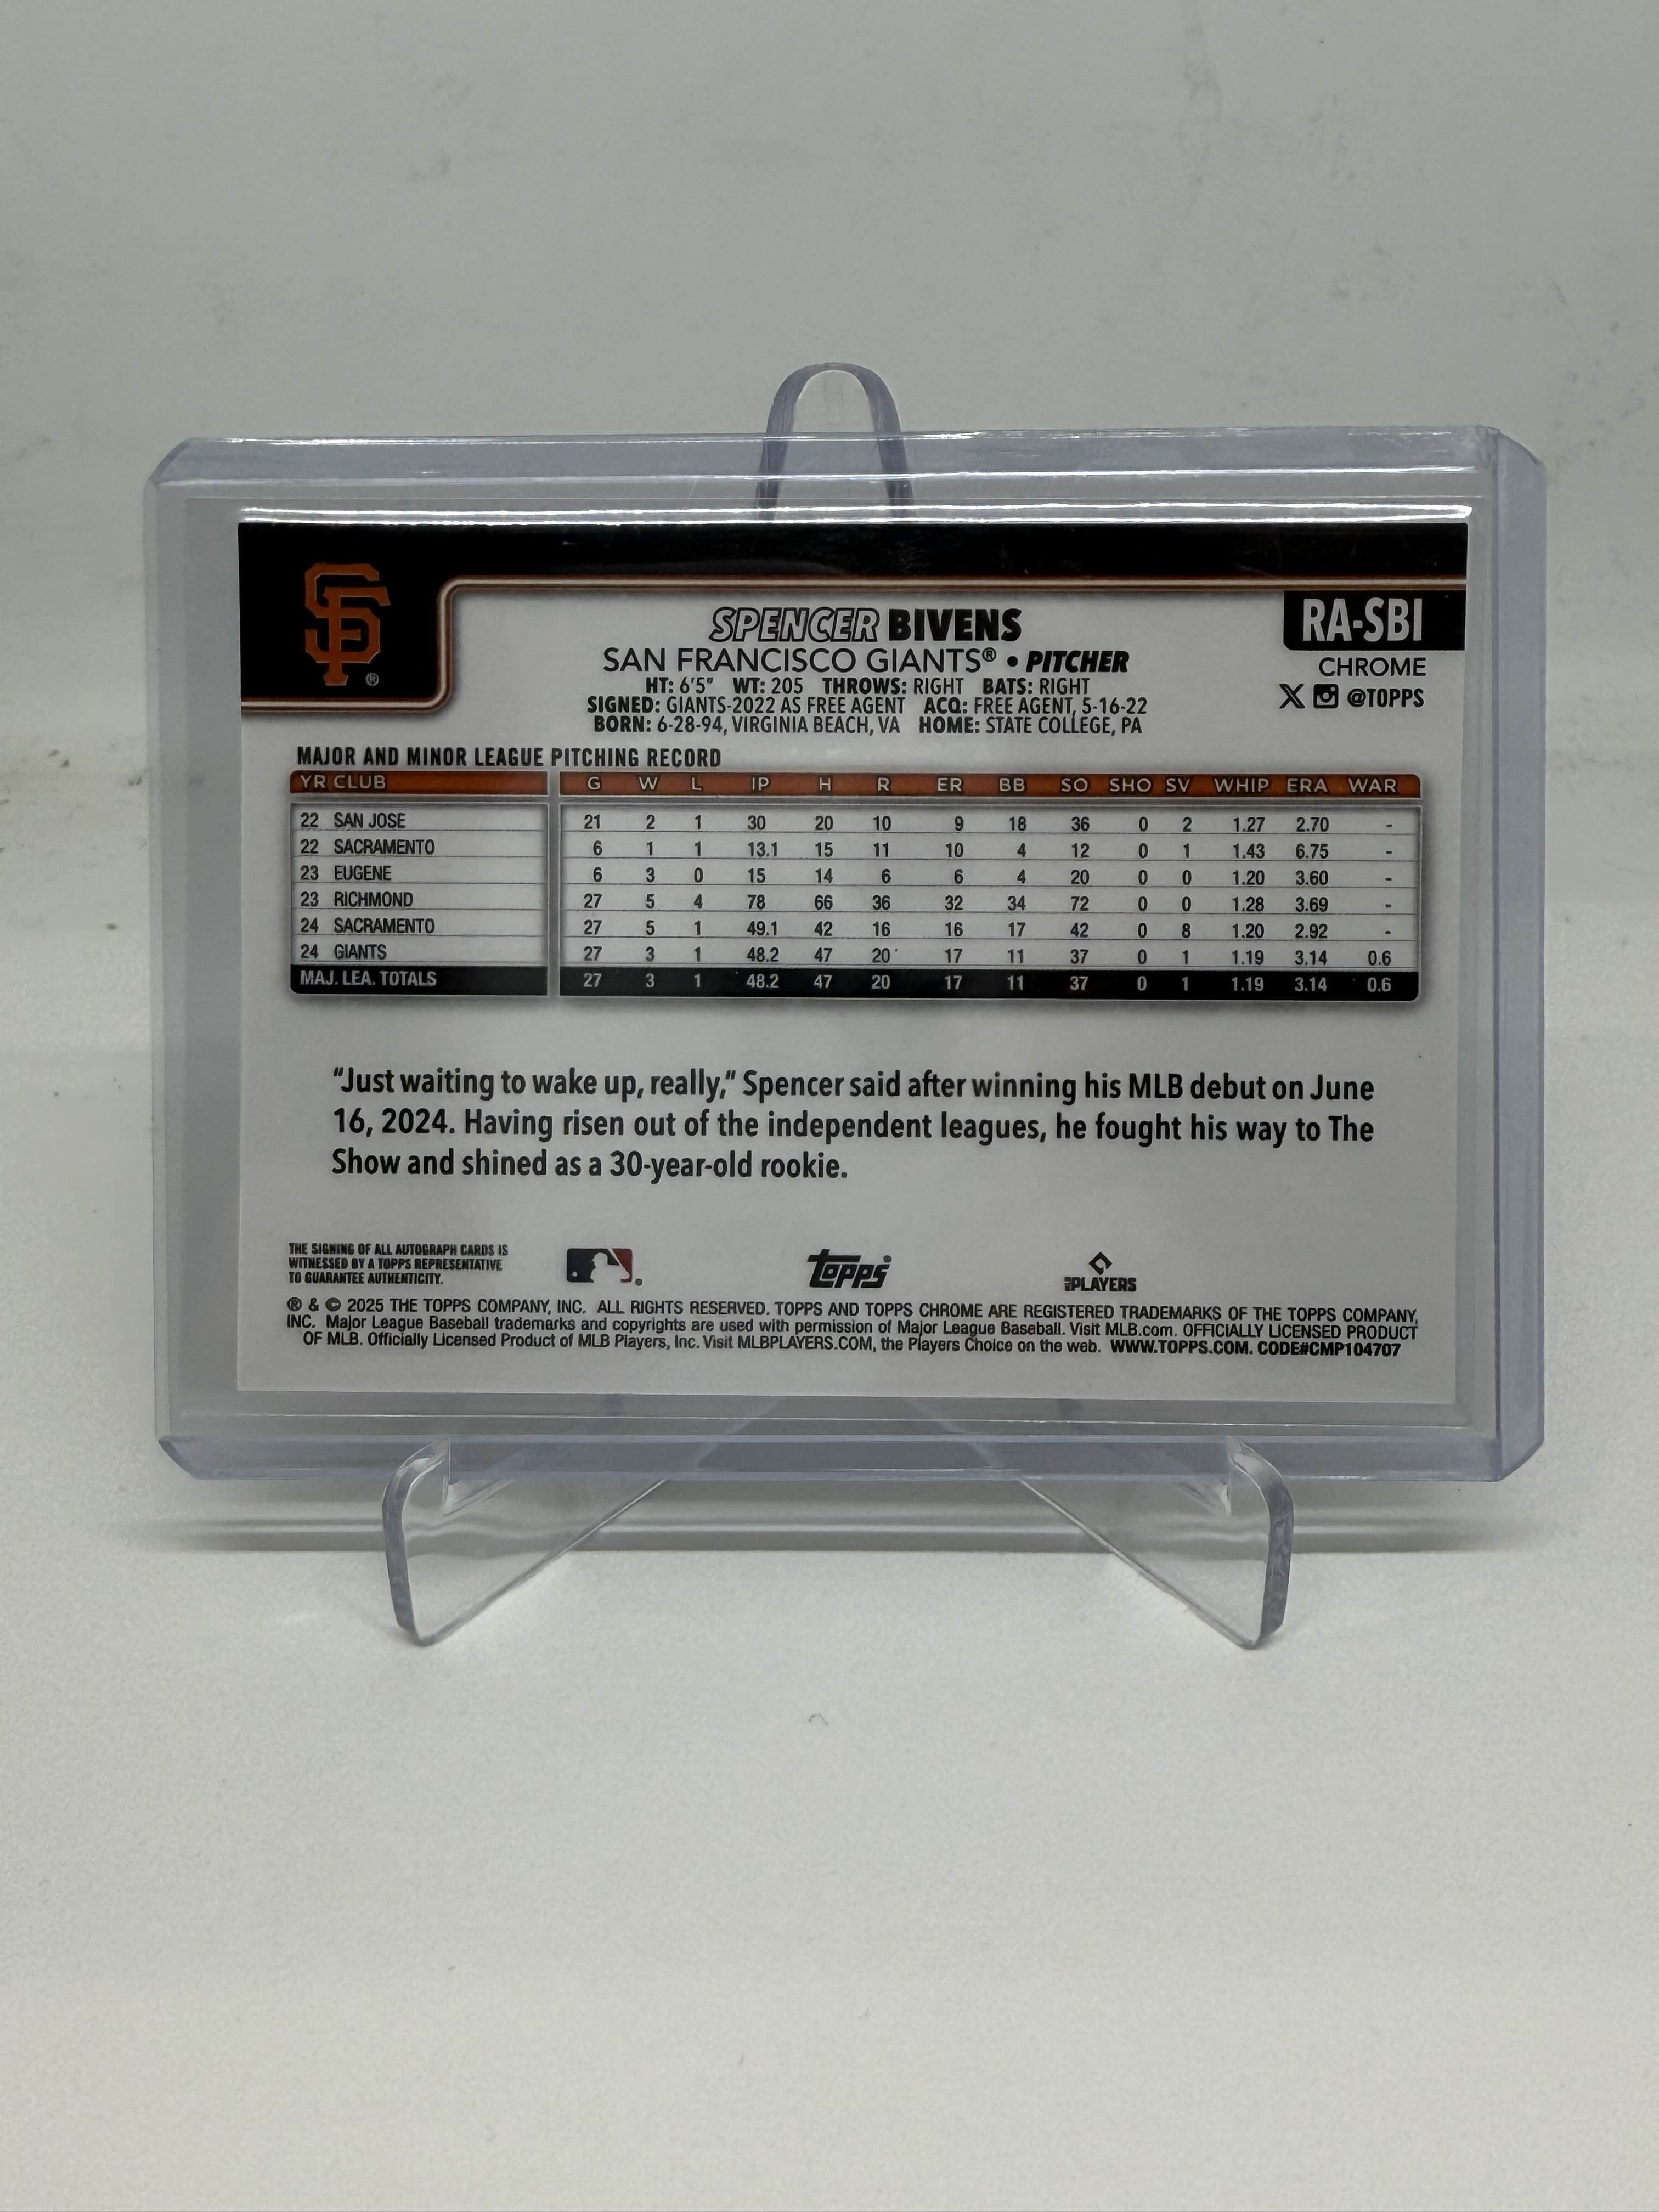 SF ®
SPENCER BIVENS
RA-SBI
SAN FRANCISCO GIANTS® • PITCHER
CHROME
HT: 6'5" WT: 205 THROWS: RIGHT BATS: RIGHT
X @TOPPS
SIGNED: GIANTS-2022 AS FREE AGENT ACQ: FREE AGENT, 5-16-22
BORN: 6-28-94, VIRGINIA BEACH, VA HOME: STATE COLLEGE, PA
MAJOR AND MINOR LEAGUE PITCHING RECORD
YR CLUB G W L IP H R ER BB SO SHO SV WHIP ERA WAR
22 SAN JOSE 21 2 1 30 20 10 9 18 36 0 2 1.27 2.70 -
22 SACRAMENTO 6 1 1 13.1 15 11 10 4 12 0 1 1.43 6.75 -
23 EUGENE 6 3 0 15 14 6 6 4 20 0 0 1.20 3.60 -
23 RICHMOND 27 5 4 78 66 36 32 34 72 0 0 1.28 3.69 -
24 SACRAMENTO 27 5 1 49.1 42 16 16 17 42 0 8 1.20 2.92 -
24 GIANTS 27 3 1 48.2 47 20 17 11 37 0 1 1.19 3.14 0.6
MAJ. LEA. TOTALS 27 3 1 48.2 47 20 17 11 37 0 1 1.19 3.14 0.6
"Just waiting to wake up, really," Spencer said after winning his MLB debut on June
16, 2024. Having risen out of the independent leagues, he fought his way to The
Show and shined as a 30-year-old rookie.
THE SIGNING OF ALL AUTOGRAPH CARDS IS
WITNESSED BY A TOPPS REPRESENTATIVE
TO GUARANTEE AUTHENTICITY.
topps
MLB PLAYERS
® & © 2025 THE TOPPS COMPANY, INC. ALL RIGHTS RESERVED. TOPPS AND TOPPS CHROME ARE REGISTERED TRADEMARKS OF THE TOPPS COMPANY,
INC. Major League Baseball trademarks and copyrights are used with permission of Major League Baseball. Visit MLB.com. OFFICIALLY LICENSED PRODUCT
OF MLB. Officially Licensed Product of MLB Players, Inc. Visit MLBPLAYERS.COM, the Players Choice on the web. WWW.TOPPS.COM. CODE#CMP104707